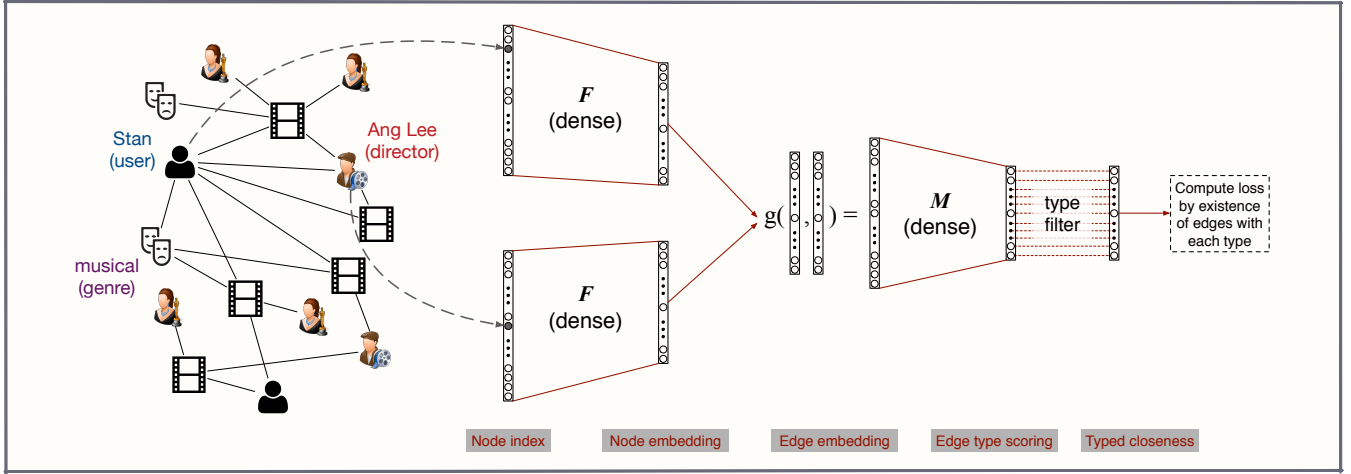 Stan
(user)
Ang Lee
(director)
musical
(genre)
F
(dense)
F
(dense)
g( , ) =
M
(dense)
type
filter
Compute loss
by existence
of edges with
each type
Node index
Node embedding
Edge embedding
Edge type scoring
Typed closeness